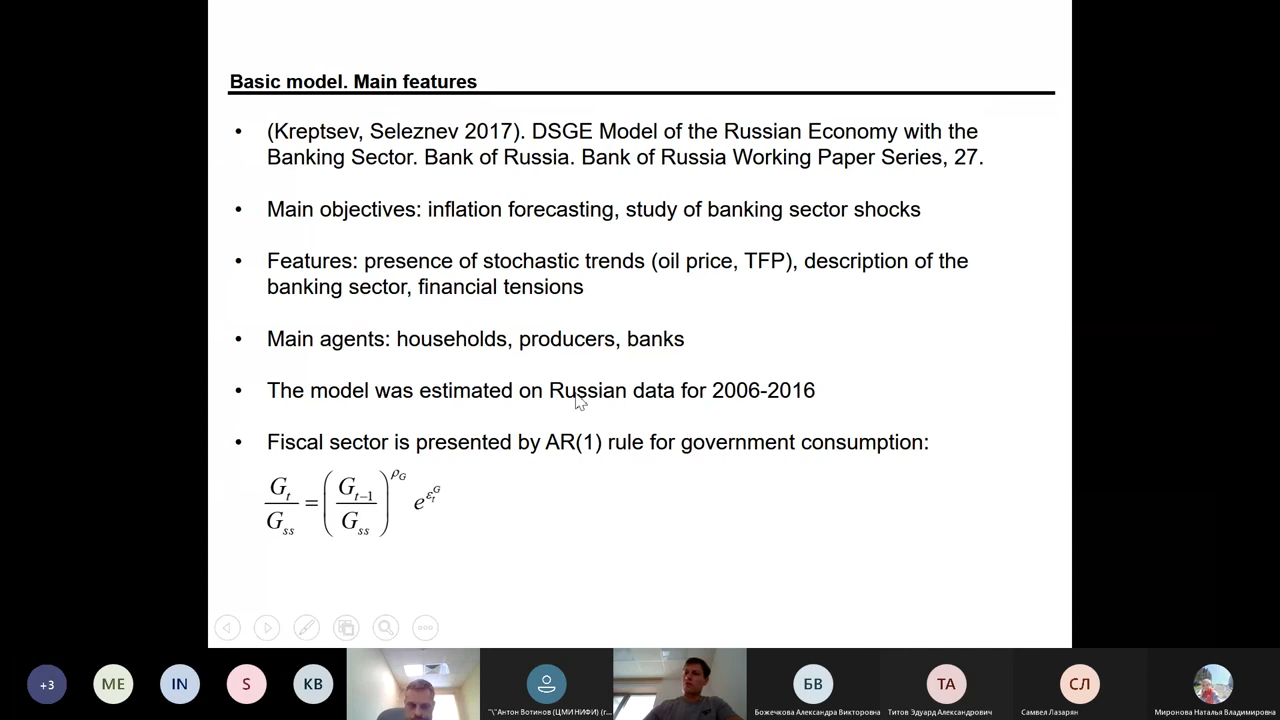 Basic model. Main features
• (Kreptsev, Seleznev 2017). DSGE Model of the Russian Economy with the
Banking Sector. Bank of Russia. Bank of Russia Working Paper Series, 27.
• Main objectives: inflation forecasting, study of banking sector shocks
• Features: presence of stochastic trends (oil price, TFP), description of the
banking sector, financial tensions
• Main agents: households, producers, banks
• The model was estimated on Russian data for 2006-2016
• Fiscal sector is presented by AR(1) rule for government consumption:
G_t / G_ss = (G_{t-1} / G_ss)^{ρ_G} e^{ε_t^G}
+3 ME IN S KB БВ TA СЛ
"\"Антон Вотинов (ЦМИ НИФИ) (г... Божечкова Александра Викторовна Титов Эдуард Александрович Самвел Лазарян Миронова Наталья Владимировна